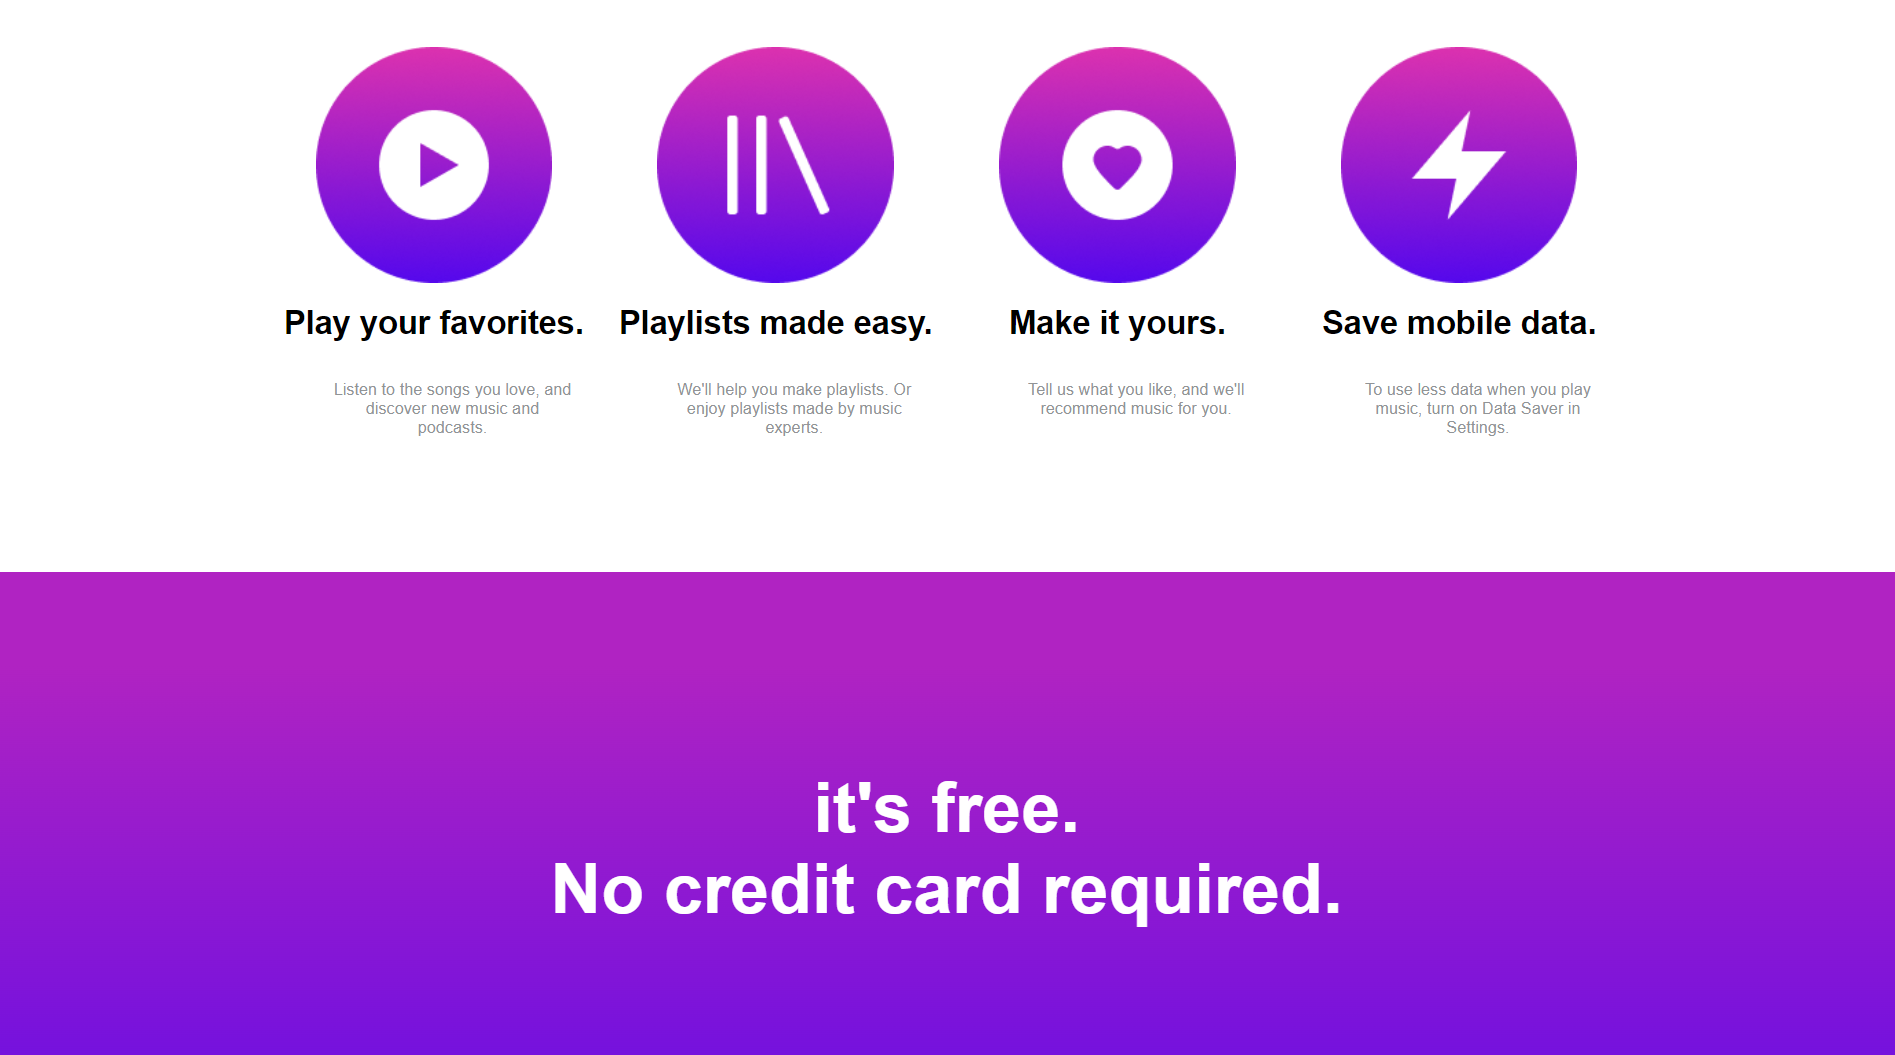 Play your favorites.
Listen to the songs you love, and
discover new music and
podcasts.
Playlists made easy.
We'll help you make playlists. Or
enjoy playlists made by music
experts.
Make it yours.
Tell us what you like, and we'll
recommend music for you.
Save mobile data.
To use less data when you play
music, turn on Data Saver in
Settings.
it's free.
No credit card required.